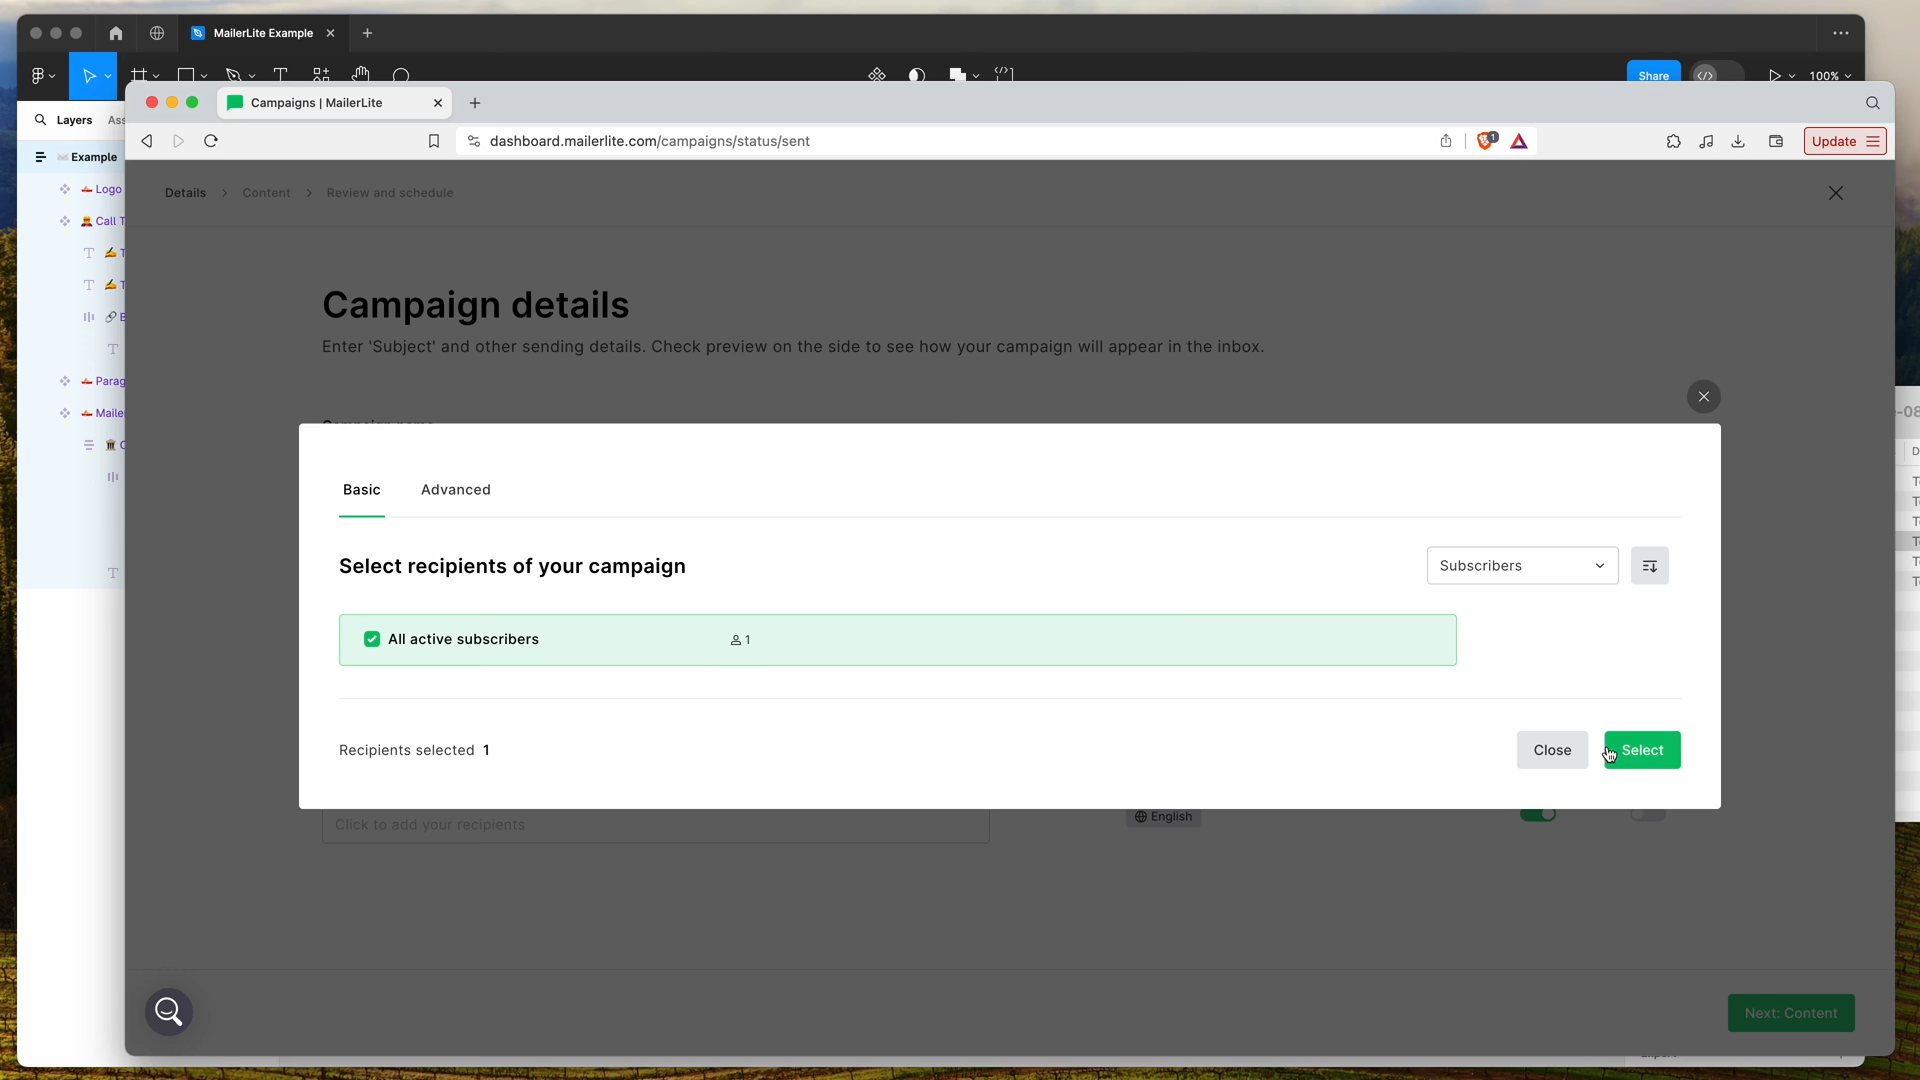 MailerLite Example
Share
100%
Campaigns | MailerLite
Layers
Ass
dashboard.mailerlite.com/campaigns/status/sent
1
Update
Example
Logo
Call T
Parag
Maile
Details > Content > Review and schedule
Campaign details
Enter 'Subject' and other sending details. Check preview on the side to see how your campaign will appear in the inbox.
-08
Basic
Advanced
Select recipients of your campaign
Subscribers
All active subscribers
1
Recipients selected 1
Close
Select
Click to add your recipients
English
Next: Content